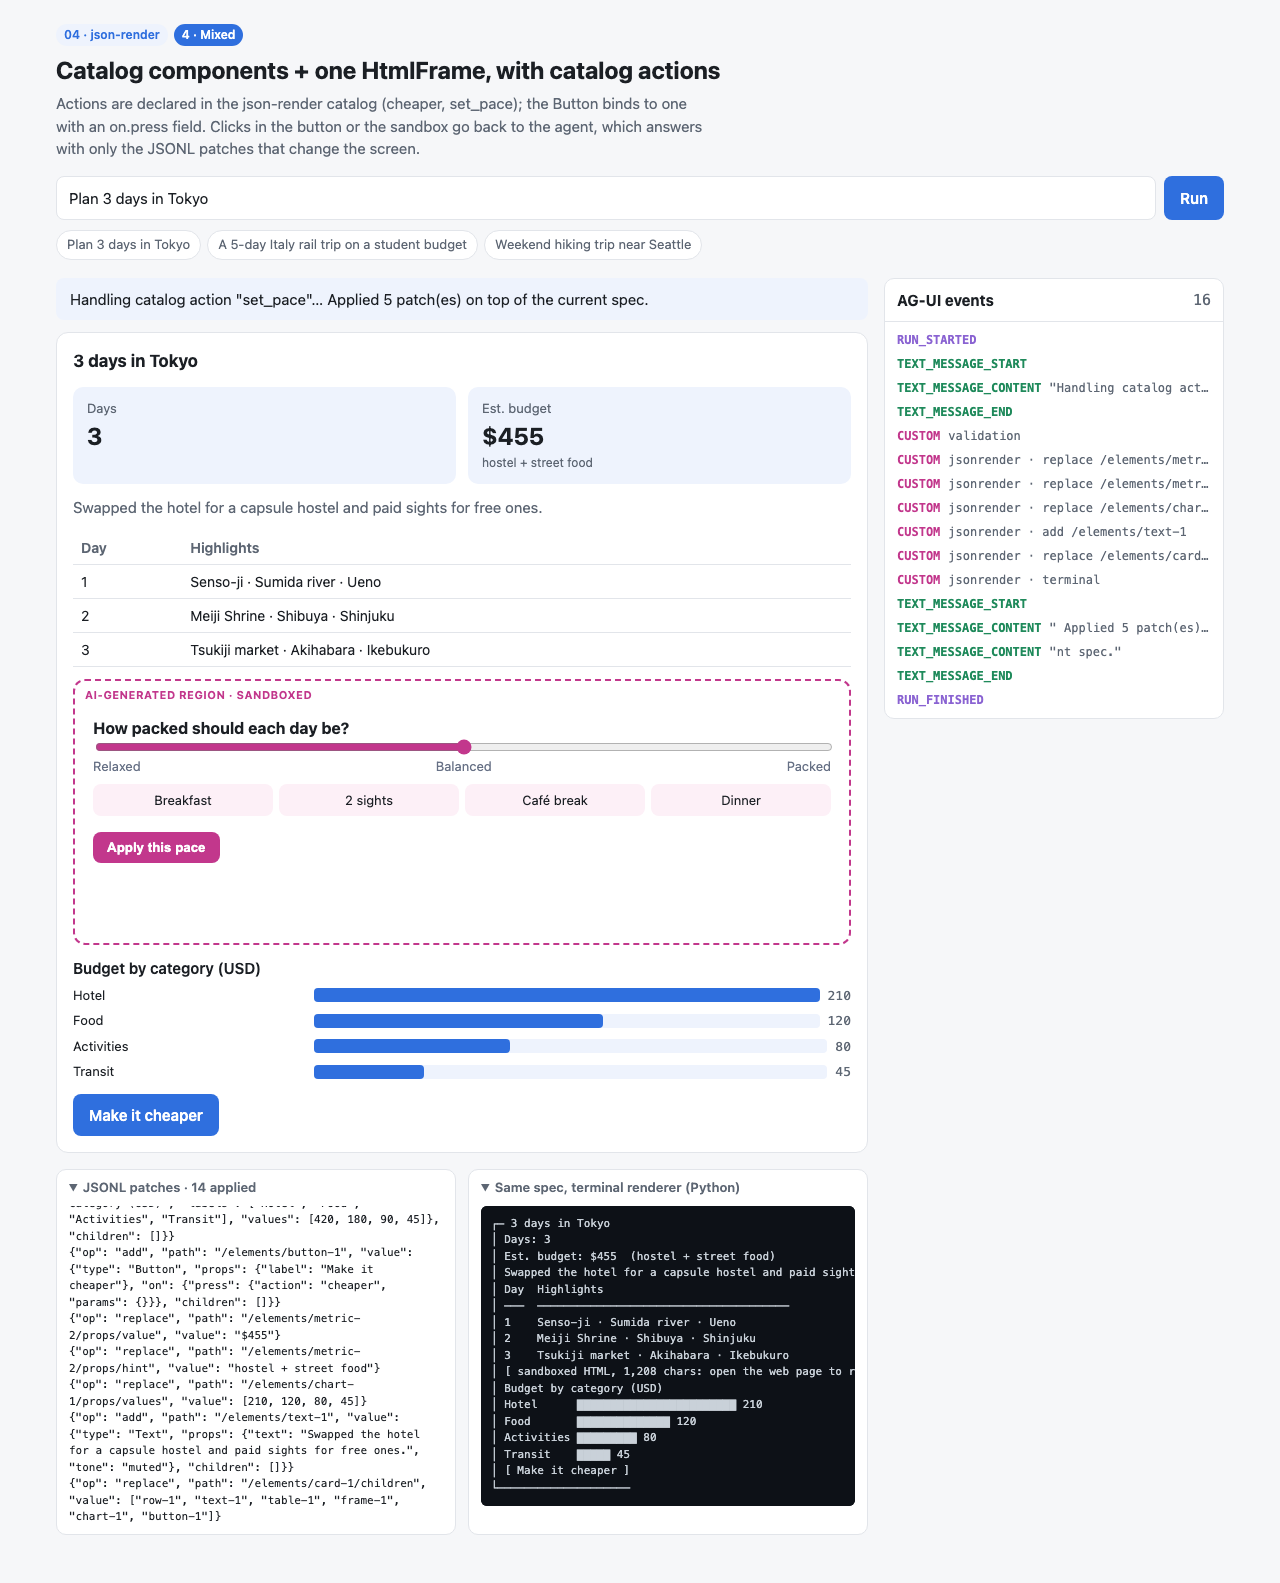 04 · json-render
4 · Mixed
Catalog components + one HtmlFrame, with catalog actions
Actions are declared in the json-render catalog (cheaper, set_pace); the Button binds to one
with an on.press field. Clicks in the button or the sandbox go back to the agent, which answers
with only the JSONL patches that change the screen.
Plan 3 days in Tokyo
Run
Plan 3 days in Tokyo
A 5-day Italy rail trip on a student budget
Weekend hiking trip near Seattle
Handling catalog action "set_pace"... Applied 5 patch(es) on top of the current spec.
3 days in Tokyo
Days
3
Est. budget
$455
hostel + street food
Swapped the hotel for a capsule hostel and paid sights for free ones.
Day Highlights
1 Senso-ji · Sumida river · Ueno
2 Meiji Shrine · Shibuya · Shinjuku
3 Tsukiji market · Akihabara · Ikebukuro
AI-GENERATED REGION · SANDBOXED
How packed should each day be?
Relaxed Balanced Packed
Breakfast 2 sights Café break Dinner
Apply this pace
Budget by category (USD)
Hotel 210
Food 120
Activities 80
Transit 45
Make it cheaper
AG-UI events 16
RUN_STARTED
TEXT_MESSAGE_START
TEXT_MESSAGE_CONTENT "Handling catalog act…
TEXT_MESSAGE_END
CUSTOM validation
CUSTOM jsonrender · replace /elements/metr…
CUSTOM jsonrender · replace /elements/metr…
CUSTOM jsonrender · replace /elements/char…
CUSTOM jsonrender · add /elements/text-1
CUSTOM jsonrender · replace /elements/card…
CUSTOM jsonrender · terminal
TEXT_MESSAGE_START
TEXT_MESSAGE_CONTENT " Applied 5 patch(es)…
TEXT_MESSAGE_CONTENT "nt spec."
TEXT_MESSAGE_END
RUN_FINISHED
▼ JSONL patches · 14 applied
"Activities", "Transit"], "values": [420, 180, 90, 45]},
"children": []}}
{"op": "add", "path": "/elements/button-1", "value":
{"type": "Button", "props": {"label": "Make it
cheaper"}, "on": {"press": {"action": "cheaper",
"params": {}}}, "children": []}}
{"op": "replace", "path": "/elements/metric-
2/props/value", "value": "$455"}
{"op": "replace", "path": "/elements/metric-
2/props/hint", "value": "hostel + street food"}
{"op": "replace", "path": "/elements/chart-
1/props/values", "value": [210, 120, 80, 45]}
{"op": "add", "path": "/elements/text-1", "value":
{"type": "Text", "props": {"text": "Swapped the hotel
for a capsule hostel and paid sights for free ones.",
"tone": "muted"}, "children": []}}
{"op": "replace", "path": "/elements/card-1/children",
"value": ["row-1", "text-1", "table-1", "frame-1",
"chart-1", "button-1"]}
▼ Same spec, terminal renderer (Python)
3 days in Tokyo
Days: 3
Est. budget: $455 (hostel + street food)
Swapped the hotel for a capsule hostel and paid sight
Day Highlights
1 Senso-ji · Sumida river · Ueno
2 Meiji Shrine · Shibuya · Shinjuku
3 Tsukiji market · Akihabara · Ikebukuro
[ sandboxed HTML, 1,208 chars: open the web page to r
Budget by category (USD)
Hotel 210
Food 120
Activities 80
Transit 45
[ Make it cheaper ]